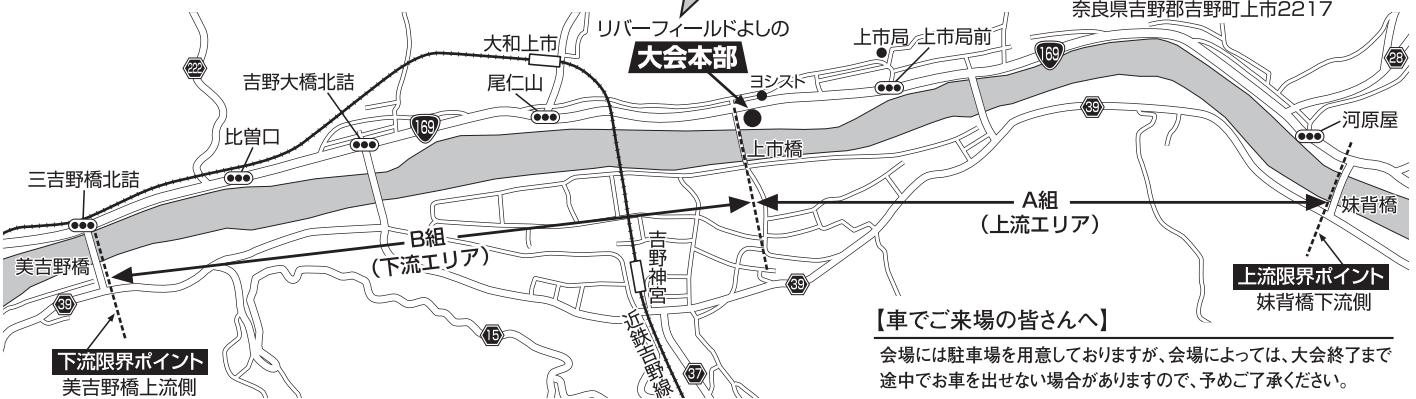 奈良県吉野郡吉野町上市2217
リバーフィールドよしの
大会本部
大和上市
上市局
上市局前
169
222
吉野大橋北詰
尾仁山
ヨシスト
28
39
169
比曽口
河原屋
上市橋
三吉野橋北詰
A組
(上流エリア)
妹背橋
B組
(下流エリア)
吉野神宮
美吉野橋
39
39
上流限界ポイント
妹背橋下流側
15
近鉄吉野線
37
下流限界ポイント
美吉野橋上流側
【車でご来場の皆さんへ】
会場には駐車場を用意しておりますが、会場によっては、大会終了まで
途中でお車を出せない場合がありますので、予めご了承ください。